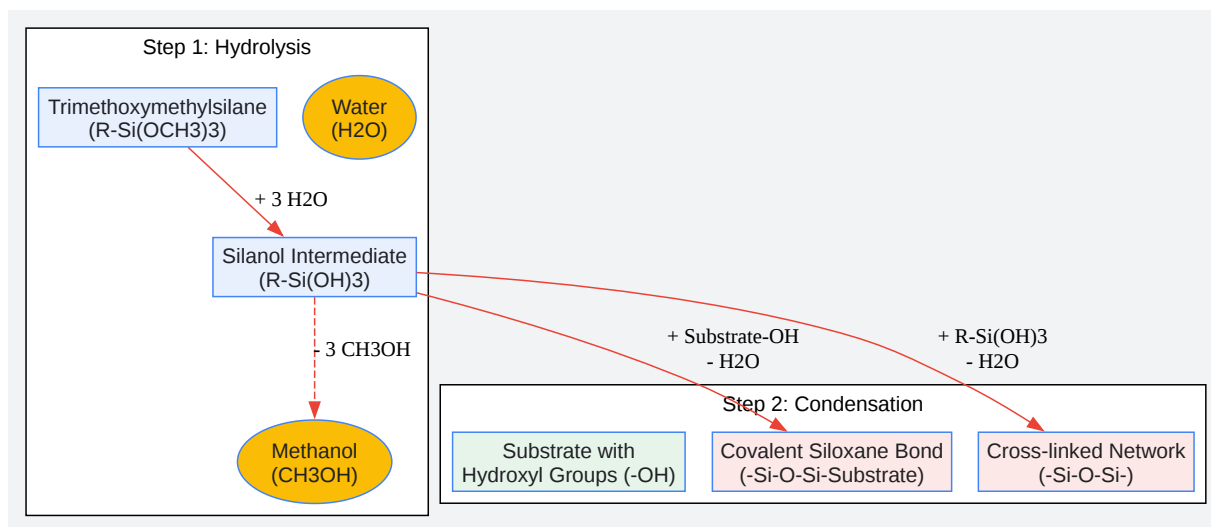 Step 1: Hydrolysis
Trimethoxymethylsilane
(R-Si(OCH3)3)
Water
(H2O)
+ 3 H2O
Silanol Intermediate
(R-Si(OH)3)
- 3 CH3OH
Methanol
(CH3OH)
+ Substrate-OH
- H2O
+ R-Si(OH)3
- H2O
Step 2: Condensation
Substrate with
Hydroxyl Groups (-OH)
Covalent Siloxane Bond
(-Si-O-Si-Substrate)
Cross-linked Network
(-Si-O-Si-)